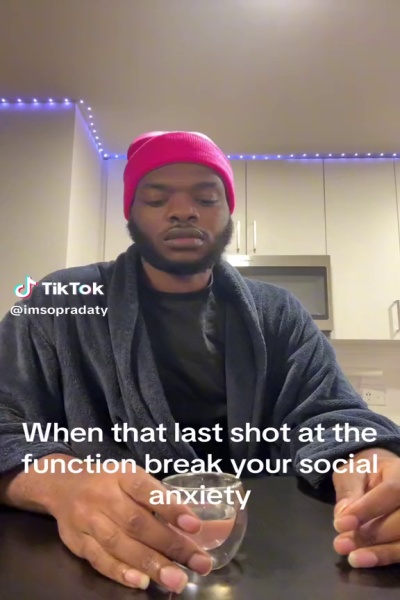 TikTok
@imsopradaty
When that last shot at the
function break your social
anxiety